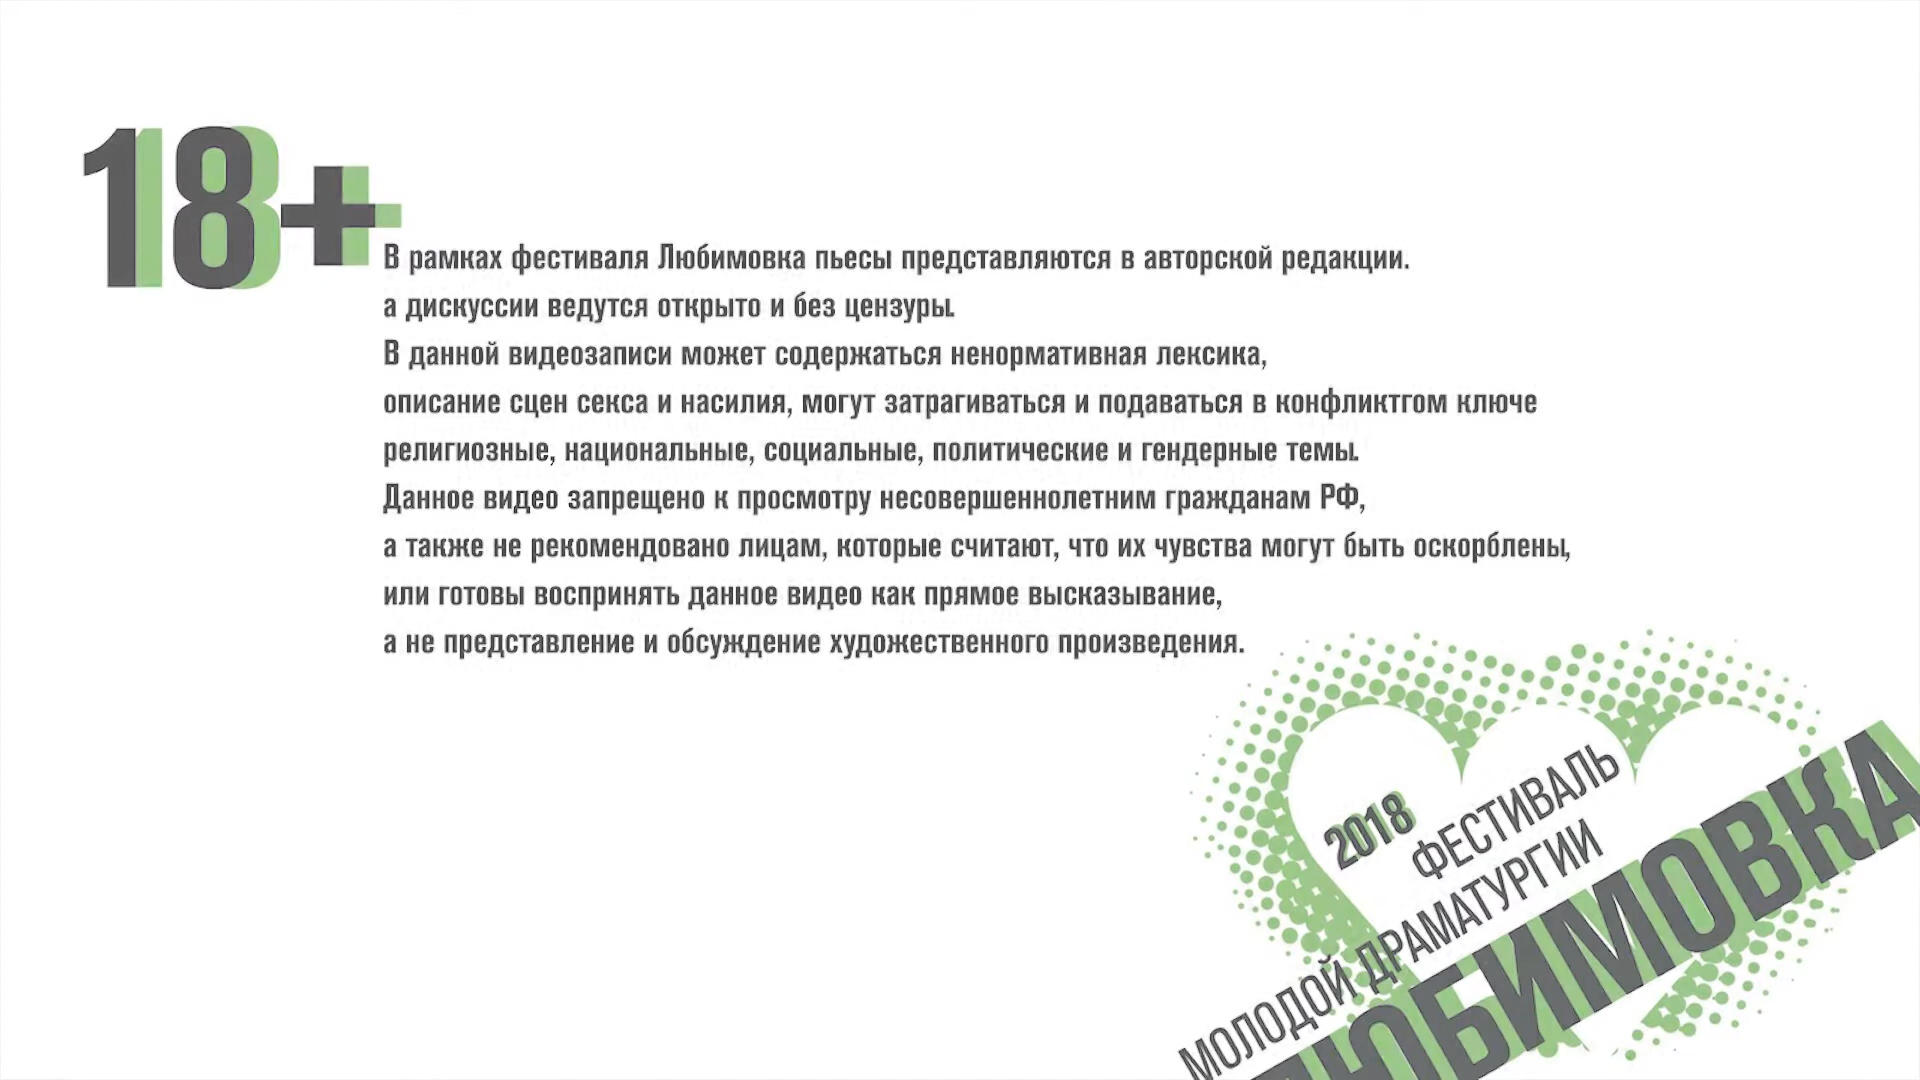 18+
В рамках фестиваля Любимовка пьесы представляются в авторской редакции.
а дискуссии ведутся открыто и без цензуры.
В данной видеозаписи может содержаться ненормативная лексика,
описание сцен секса и насилия, могут затрагиваться и подаваться в конфликтгом ключе
религиозные, национальные, социальные, политические и гендерные темы.
Данное видео запрещено к просмотру несовершеннолетним гражданам РФ,
а также не рекомендовано лицам, которые считают, что их чувства могут быть оскорблены,
или готовы воспринять данное видео как прямое высказывание,
а не представление и обсуждение художественного произведения.
2018
ФЕСТИВАЛЬ
МОЛОДОЙ ДРАМАТУРГИИ
ЛЮБИМОВКА